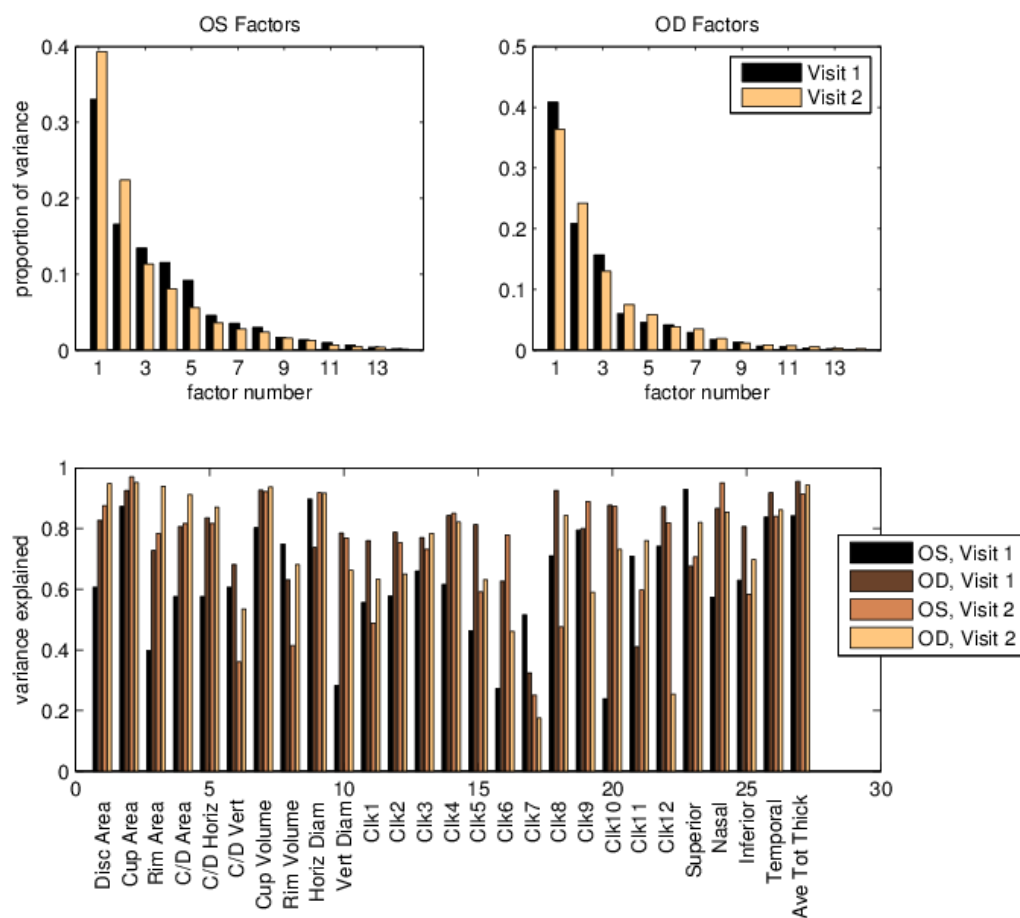 OS Factors
OD Factors
proportion of variance
0.4
0.3
0.2
0.1
0
1 3 5 7 9 11 13
factor number
0.5
0.4
0.3
0.2
0.1
0
1 3 5 7 9 11 13
factor number
Visit 1
Visit 2
variance explained
1
0.8
0.6
0.4
0.2
0
0 5 10 15 20 25 30
Disc Area
Cup Area
Rim Area
C/D Area
C/D Horiz
C/D Vert
Cup Volume
Rim Volume
Horiz Diam
Vert Diam
Clk1
Clk2
Clk3
Clk4
Clk5
Clk6
Clk7
Clk8
Clk9
Clk10
Clk11
Clk12
Superior
Nasal
Inferior
Temporal
Ave Tot Thick
OS, Visit 1
OD, Visit 1
OS, Visit 2
OD, Visit 2